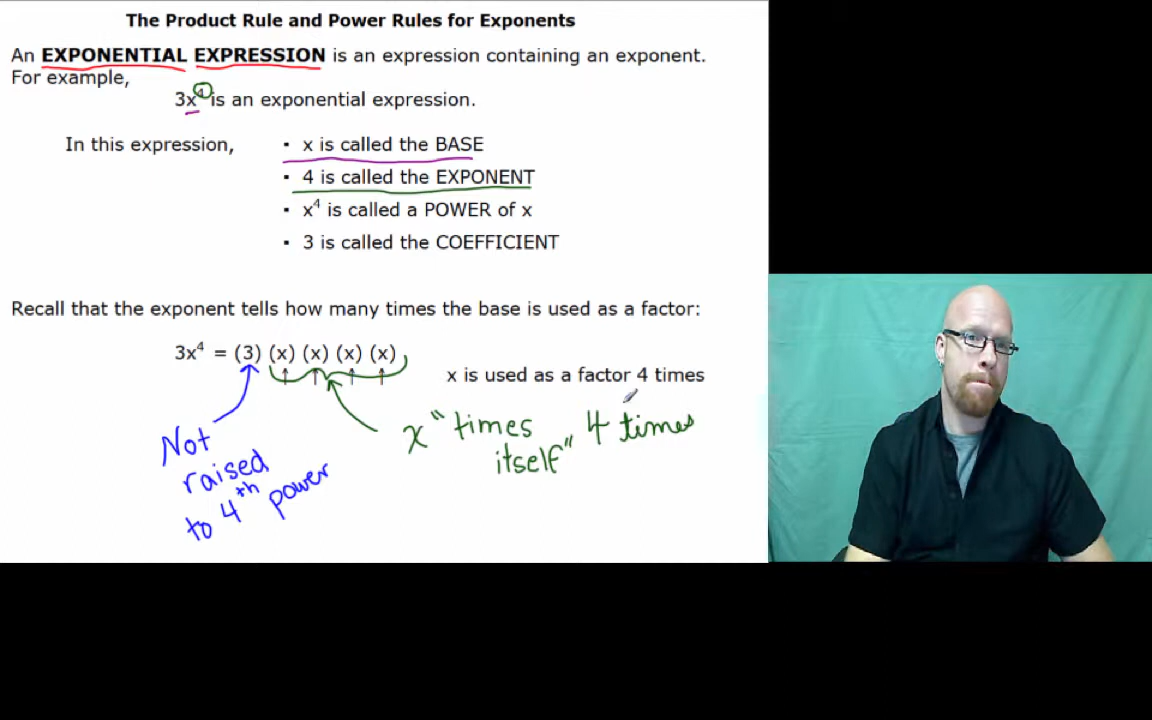 The Product Rule and Power Rules for Exponents
An EXPONENTIAL EXPRESSION is an expression containing an exponent.
For example,
3x⁴ is an exponential expression.
In this expression,
· x is called the BASE
· 4 is called the EXPONENT
· x⁴ is called a POWER of x
· 3 is called the COEFFICIENT
Recall that the exponent tells how many times the base is used as a factor:
3x⁴ = (3) (x) (x) (x) (x)
x is used as a factor 4 times
x "times itself" 4 times
Not
raised
to 4th power